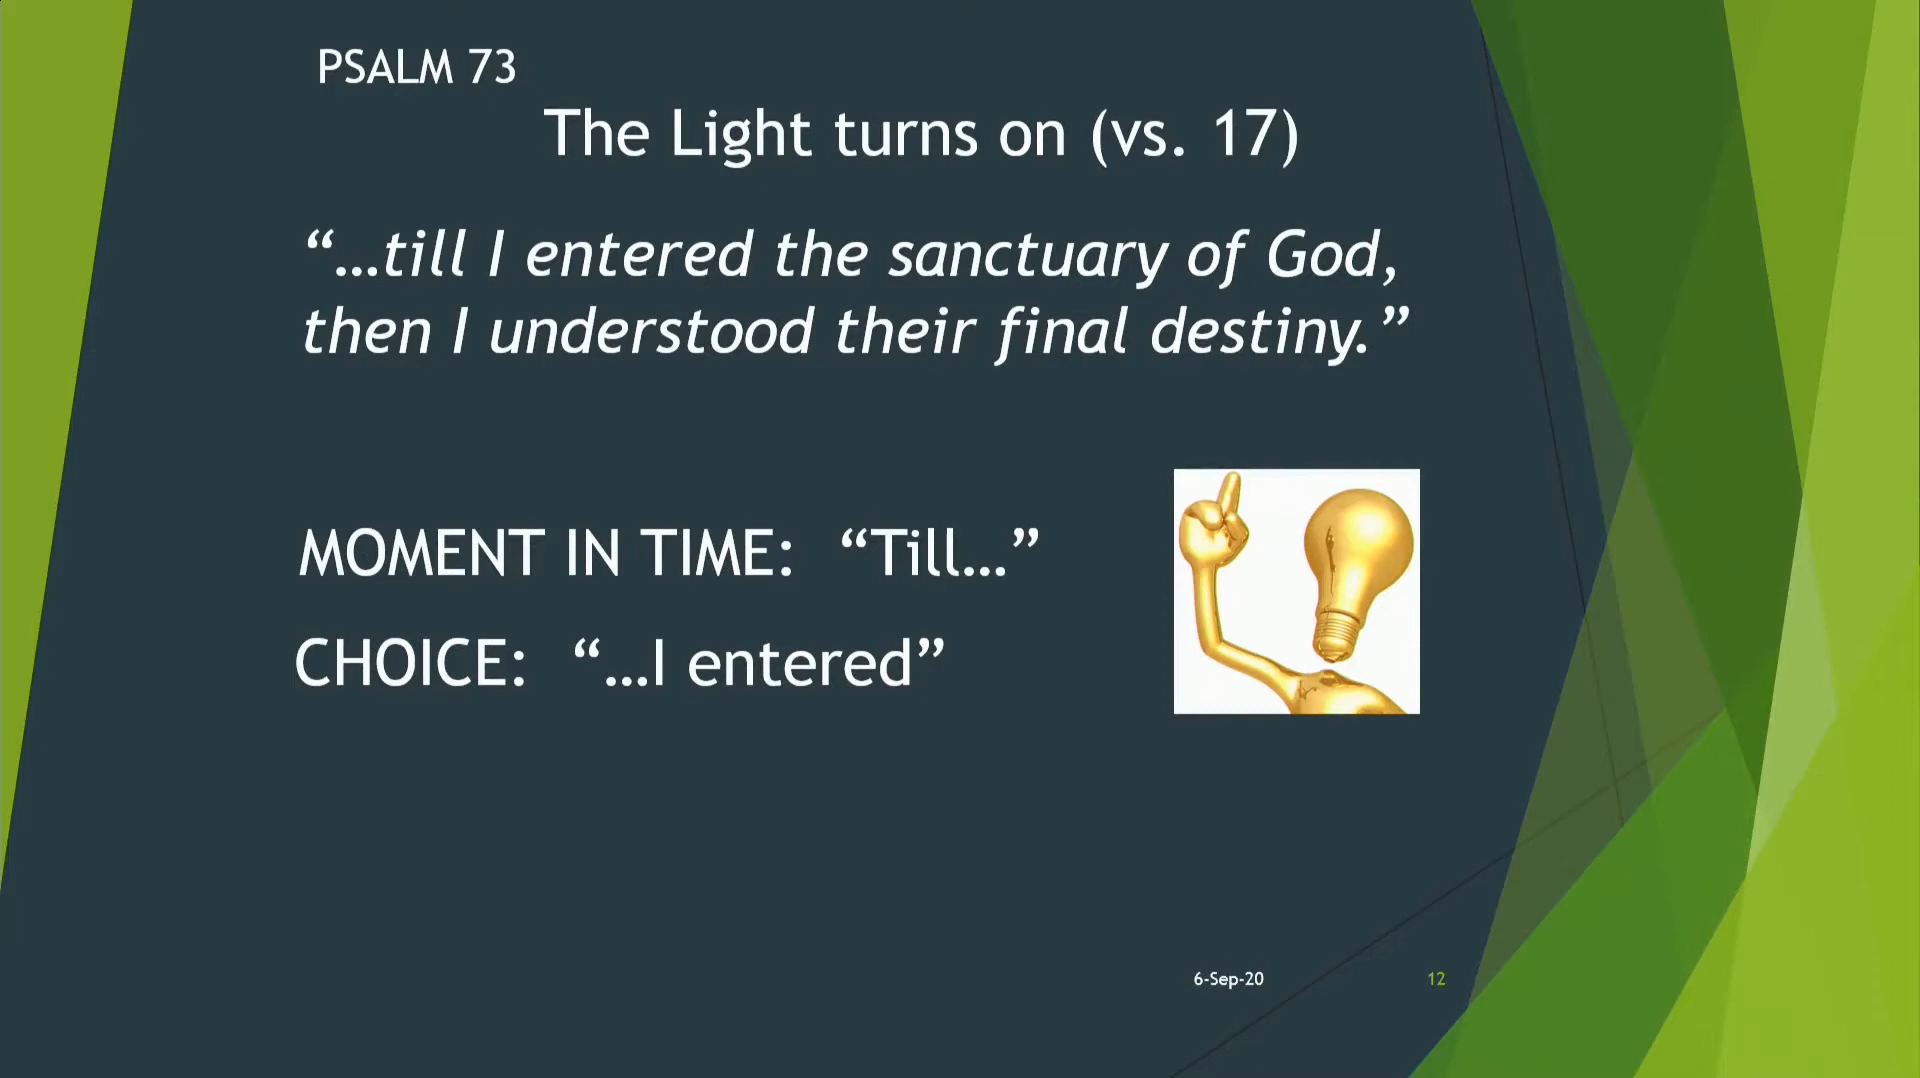 PSALM 73
The Light turns on (vs. 17)
“…till I entered the sanctuary of God,
then I understood their final destiny.”
MOMENT IN TIME: “Till…”
CHOICE: “…I entered”
6-Sep-20
12